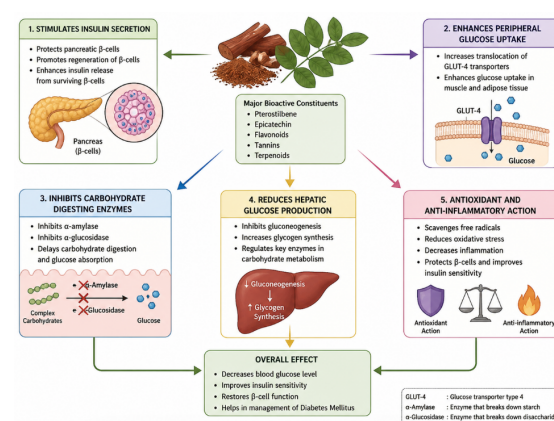 1. STIMULATES INSULIN SECRETION
• Protects pancreatic β-cells
• Promotes regeneration of β-cells
• Enhances insulin release
from surviving β-cells
Pancreas
(β-cells)
Major Bioactive Constituents
• Pterostilbene
• Epicatechin
• Flavonoids
• Tannins
• Terpenoids
2. ENHANCES PERIPHERAL
GLUCOSE UPTAKE
• Increases translocation of
GLUT-4 transporters
• Enhances glucose uptake in
muscle and adipose tissue
GLUT-4
Glucose
3. INHIBITS CARBOHYDRATE
DIGESTING ENZYMES
• Inhibits α-amylase
• Inhibits α-glucosidase
• Delays carbohydrate digestion
and glucose absorption
α-Amylase
Glucosidase
Complex
Carbohydrates
Glucose
4. REDUCES HEPATIC
GLUCOSE PRODUCTION
• Inhibits gluconeogenesis
• Increases glycogen synthesis
• Regulates key enzymes in
carbohydrate metabolism
↓ Gluconeogenesis
↑ Glycogen
Synthesis
5. ANTIOXIDANT AND
ANTI-INFLAMMATORY ACTION
• Scavenges free radicals
• Reduces oxidative stress
• Decreases inflammation
• Protects β-cells and improves
insulin sensitivity
Antioxidant
Action
Anti-inflammatory
Action
OVERALL EFFECT
• Decreases blood glucose level
• Improves insulin sensitivity
• Restores β-cell function
• Helps in management of Diabetes Mellitus
GLUT-4 : Glucose transporter type 4
α-Amylase : Enzyme that breaks down starch
α-Glucosidase : Enzyme that breaks down disaccharid